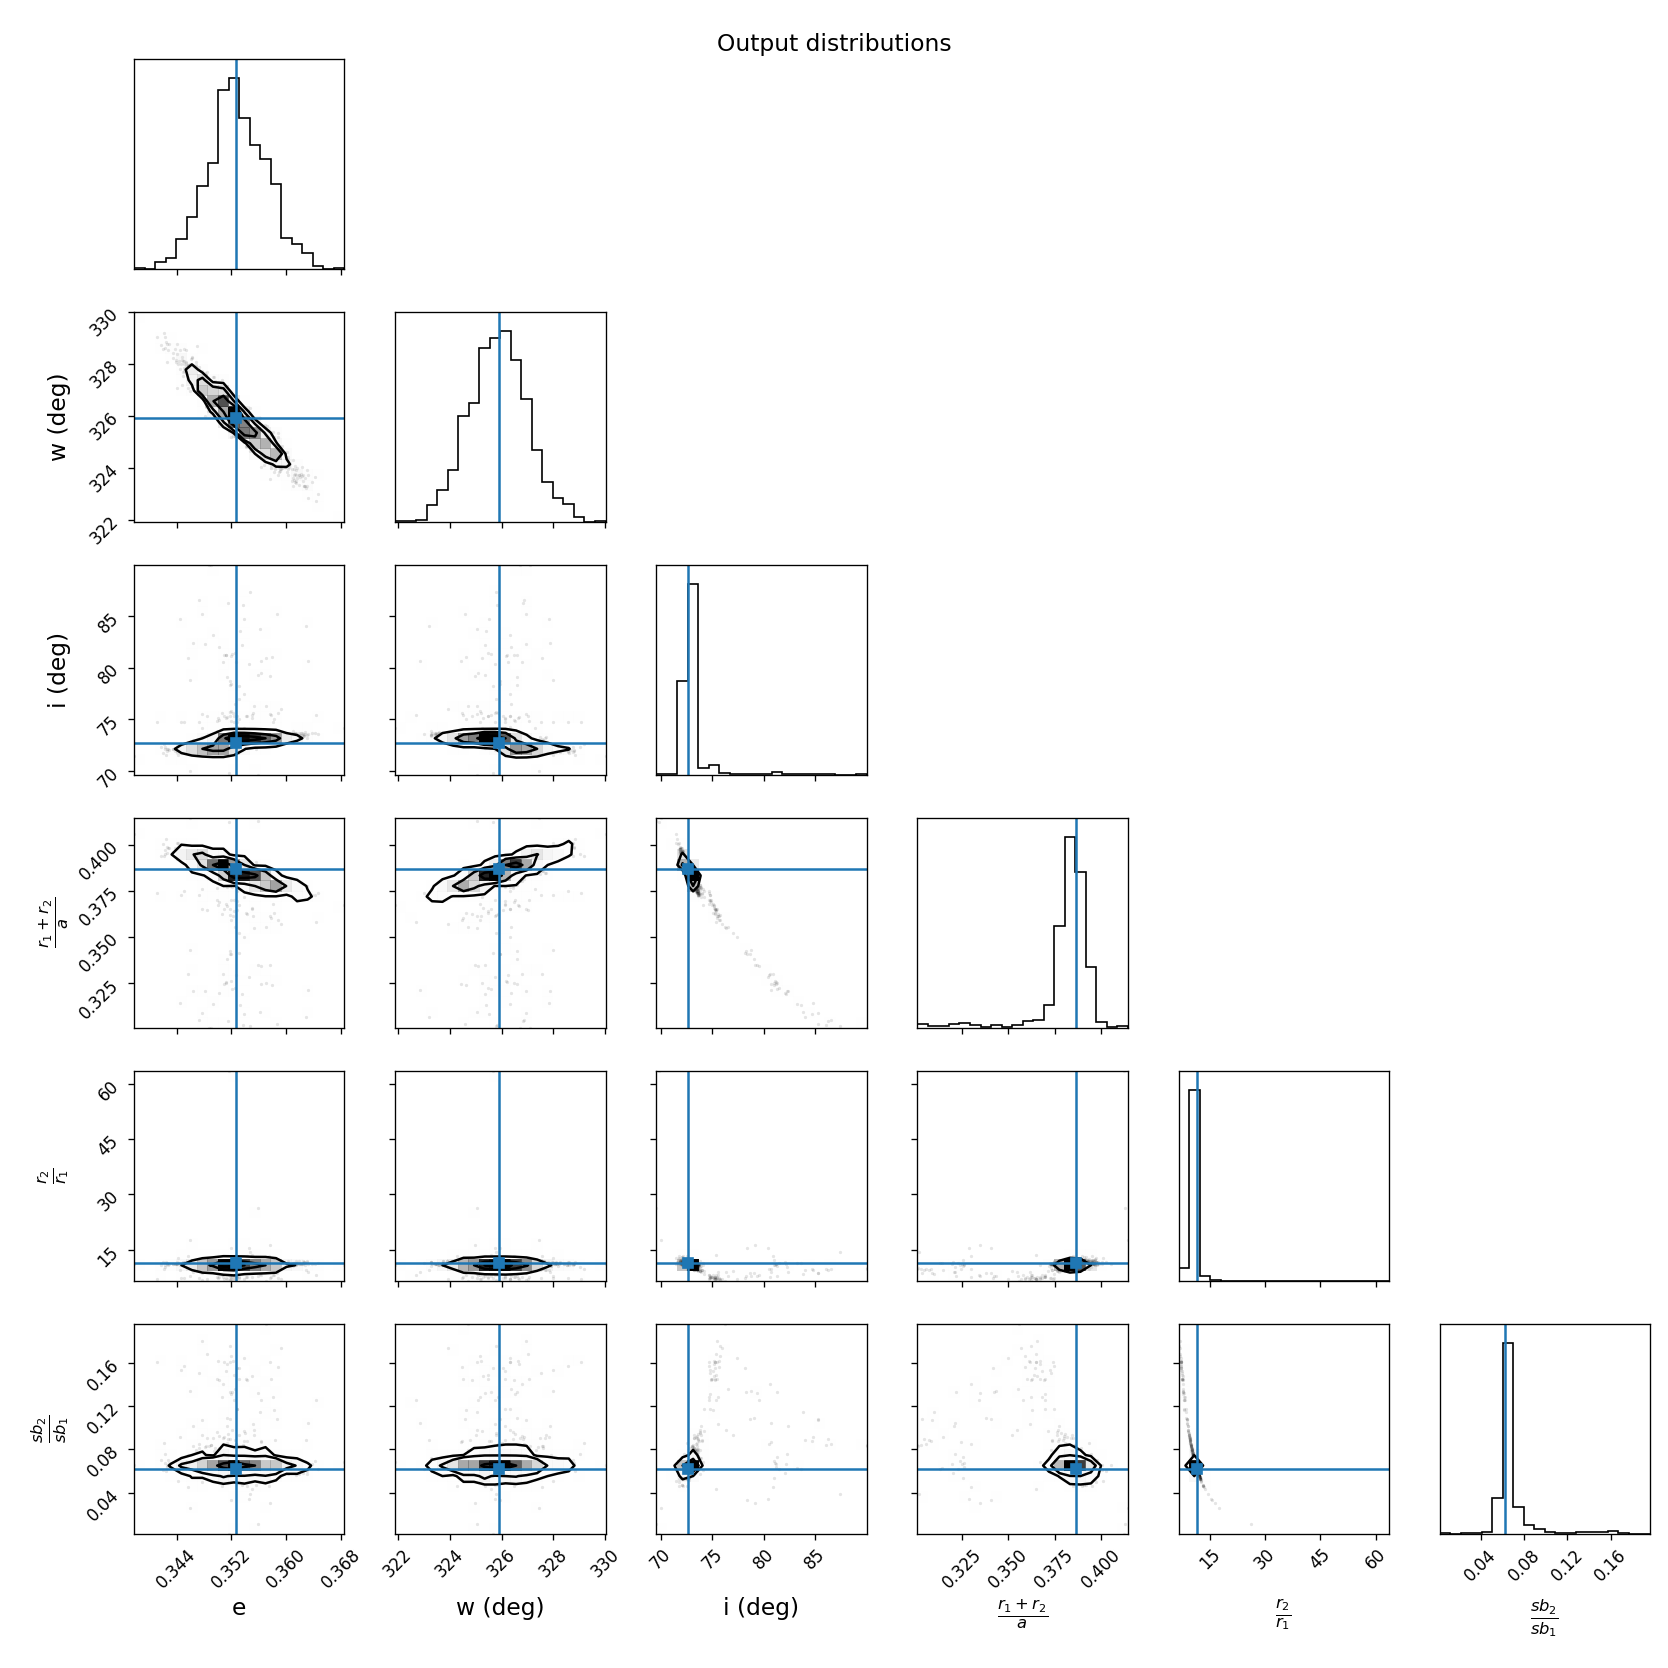 Output distributions
330
328
326
324
322
w (deg)
85
80
75
70
i (deg)
0.400
0.375
0.350
0.325
r₁ + r₂
a
60
45
30
15
r₂
r₁
0.16
0.12
0.08
0.04
sb₂
sb₁
0.344 0.352 0.360 0.368 322 324 326 328 330 70 75 80 85 0.325 0.350 0.375 0.400 15 30 45 60 0.04 0.08 0.12 0.16
e w (deg) i (deg) r₁ + r₂ r₂ sb₂
a r₁ sb₁